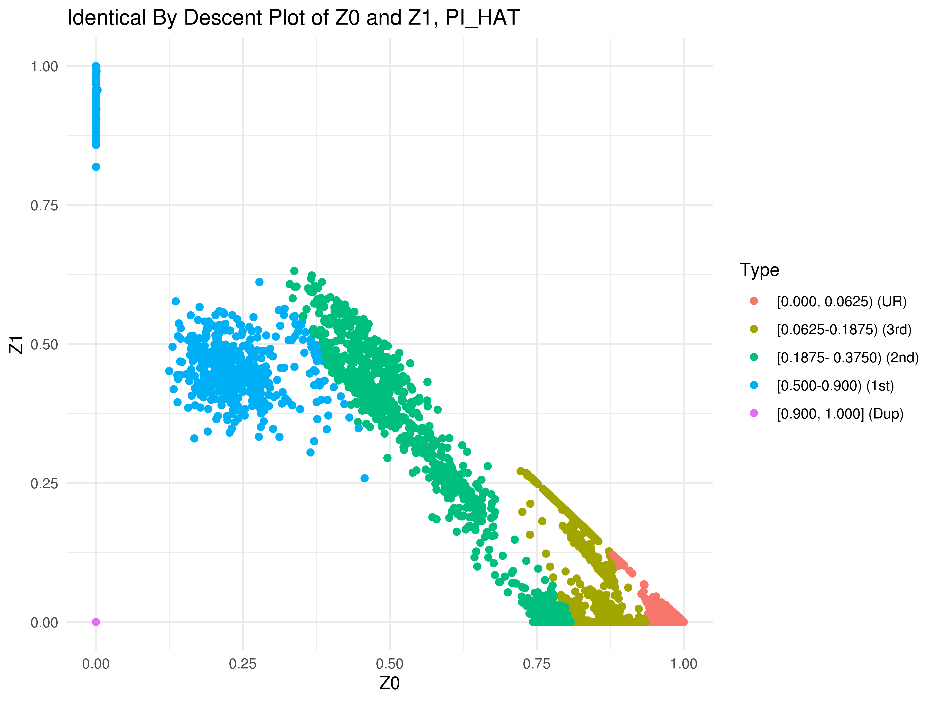 Identical By Descent Plot of Z0 and Z1, PI_HAT
1.00
0.75
0.50
0.25
0.00
Z1
0.00 0.25 0.50 0.75 1.00
Z0
Type
[0.000, 0.0625) (UR)
[0.0625-0.1875) (3rd)
[0.1875- 0.3750) (2nd)
[0.500-0.900) (1st)
[0.900, 1.000] (Dup)